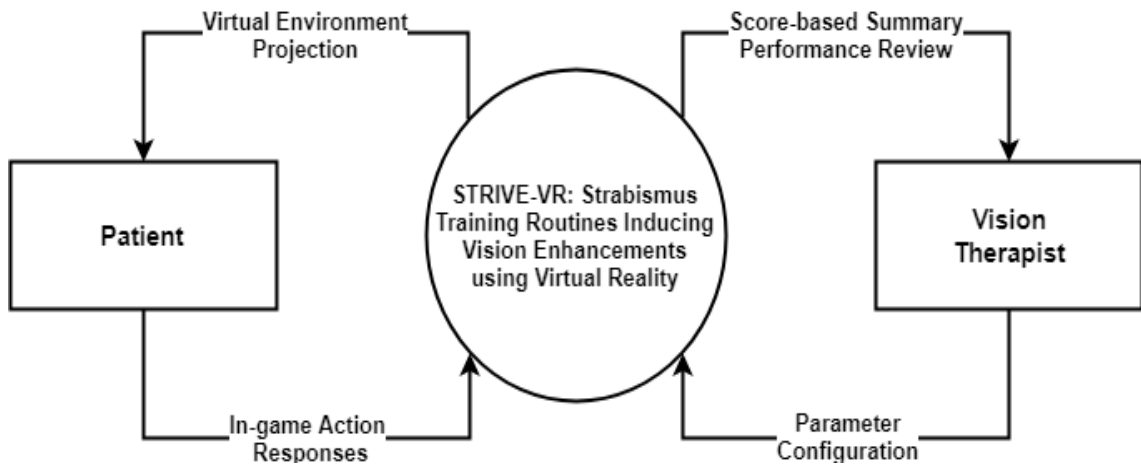 Virtual Environment
Projection
Score-based Summary
Performance Review
Patient
STRIVE-VR: Strabismus
Training Routines Inducing
Vision Enhancements
using Virtual Reality
Vision
Therapist
In-game Action
Responses
Parameter
Configuration